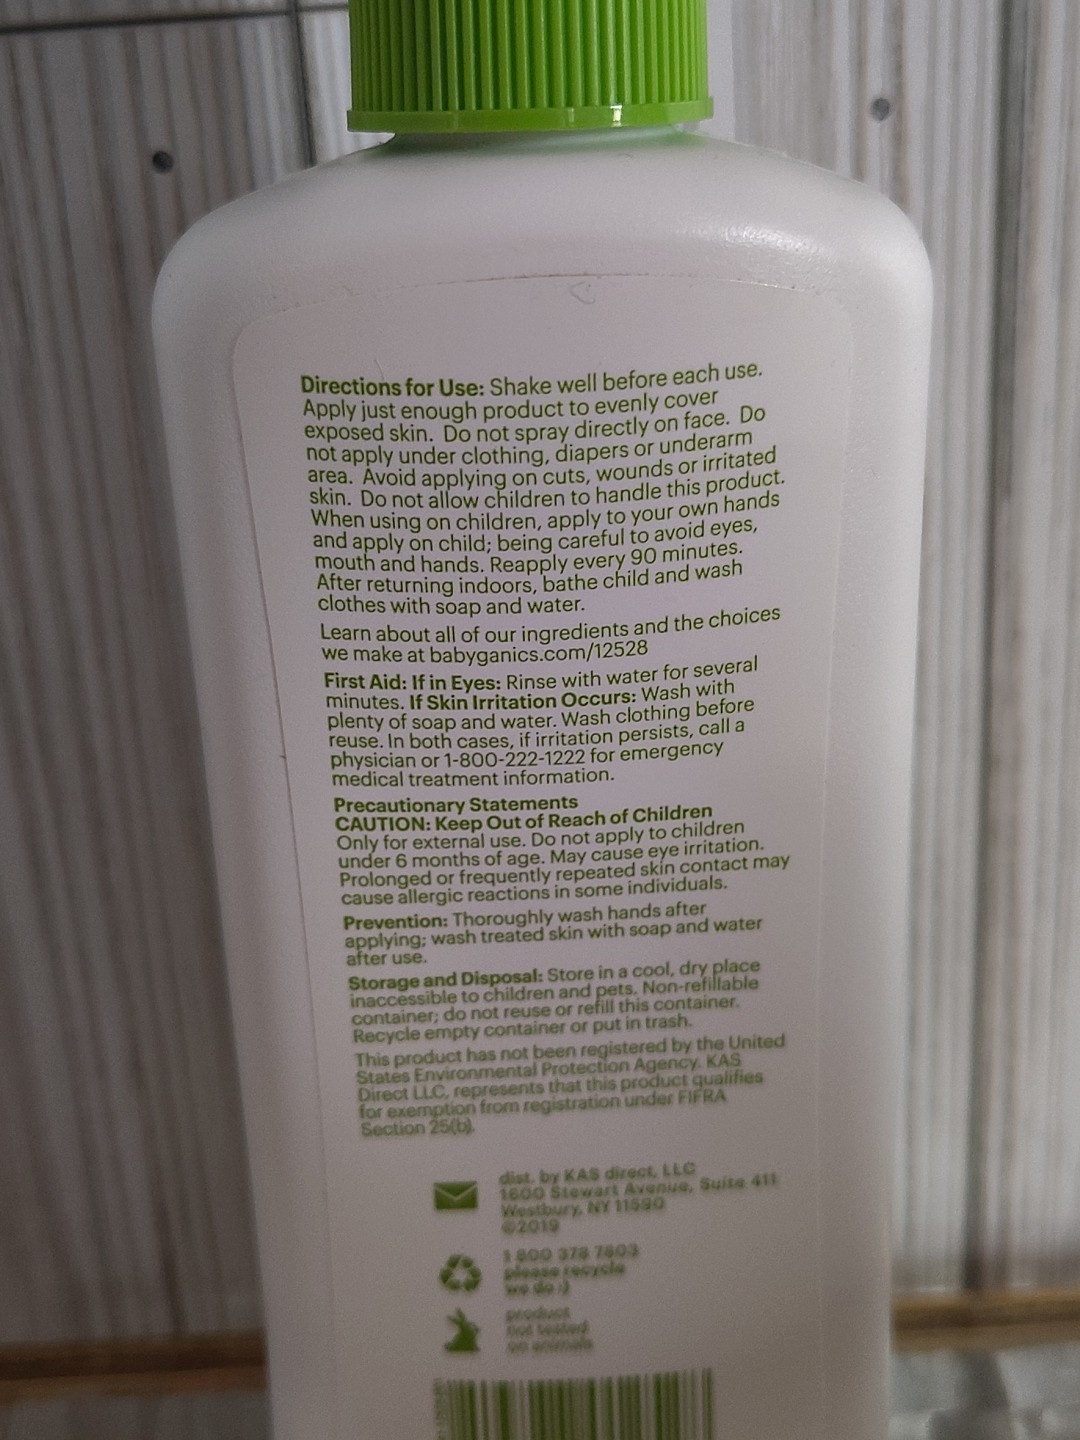 Directions for Use: Shake well before each use.
Apply just enough product to evenly cover
exposed skin. Do not spray directly on face. Do
not apply under clothing, diapers or underarm
area. Avoid applying on cuts, wounds or irritated
skin. Do not allow children to handle this product.
When using on children, apply to your own hands
and apply on child; being careful to avoid eyes,
mouth and hands. Reapply every 90 minutes.
After returning indoors, bathe child and wash
clothes with soap and water.
Learn about all of our ingredients and the choices
we make at babyganics.com/12528
First Aid: If in Eyes: Rinse with water for several
minutes. If Skin Irritation Occurs: Wash with
plenty of soap and water. Wash clothing before
reuse. In both cases, if irritation persists, call a
physician or 1-800-222-1222 for emergency
medical treatment information.
Precautionary Statements
CAUTION: Keep Out of Reach of Children
Only for external use. Do not apply to children
under 6 months of age. May cause eye irritation.
Prolonged or frequently repeated skin contact may
cause allergic reactions in some individuals.
Prevention: Thoroughly wash hands after
applying; wash treated skin with soap and water
after use.
Storage and Disposal: Store in a cool, dry place
inaccessible to children and pets. Non-refillable
container; do not reuse or refill this container.
Recycle empty container or put in trash.
This product has not been registered by the United
States Environmental Protection Agency. KAS
Direct LLC, represents that this product qualifies
for exemption from registration under FIFRA
Section 25(b).
dist. by KAS direct, LLC
1600 Stewart Avenue, Suite 411
Westbury, NY 11590
©2019
1 800 378 7803
please recycle
we do :)
product
not tested
on animals